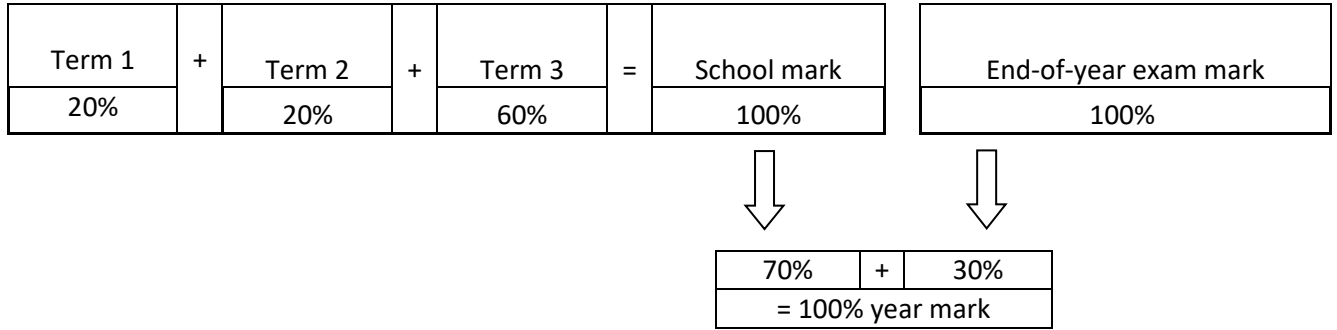 Term 1 + Term 2 + Term 3 = School mark End-of-year exam mark
20% 20% 60% 100% 100%
70% + 30%
= 100% year mark